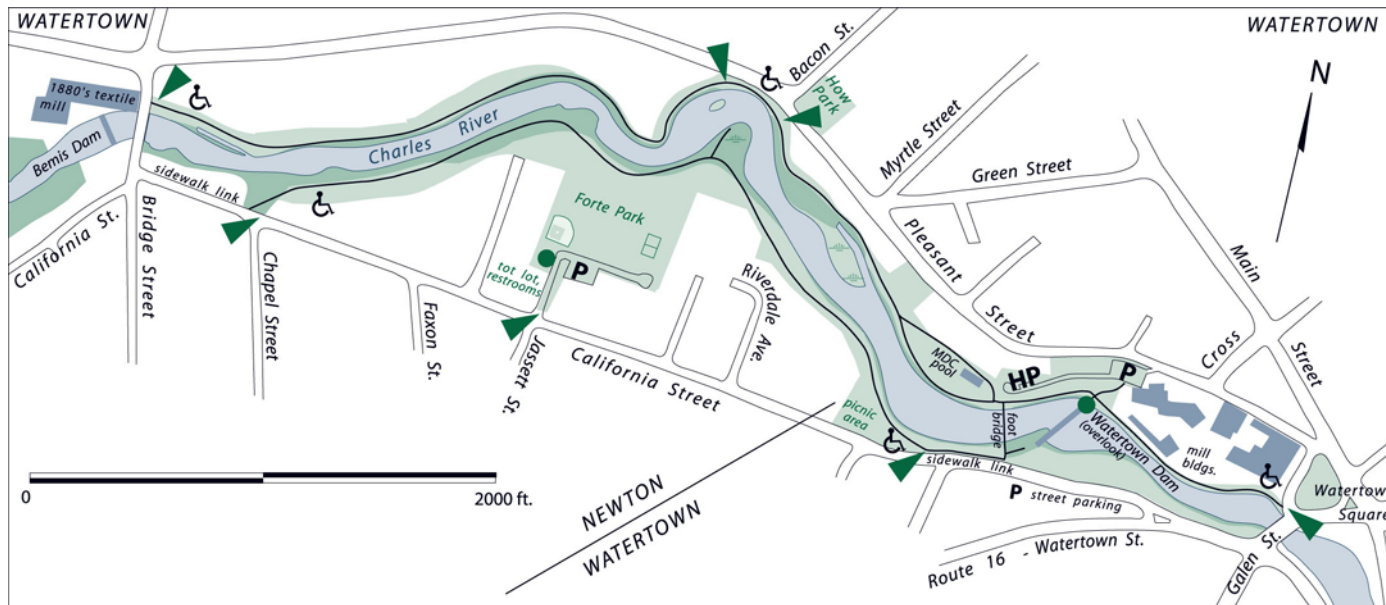 WATERTOWN
WATERTOWN
N
1880's textile
mill
Bemis Dam
Charles River
Bacon St.
How
Park
Myrtle Street
Green Street
Pleasant Street
Main Street
Cross
sidewalk link
California St.
Bridge Street
Chapel Street
Faxon St.
Forte Park
P
tot lot,
restrooms
Jassett St.
California Street
Riverdale Ave.
MDC
pool
HP
P
foot
bridge
Watertown Dam
(overlook)
mill
bldgs.
picnic
area
sidewalk link
P street parking
Watertown
Square
Galen St.
Route 16 - Watertown St.
NEWTON
WATERTOWN
0
2000 ft.